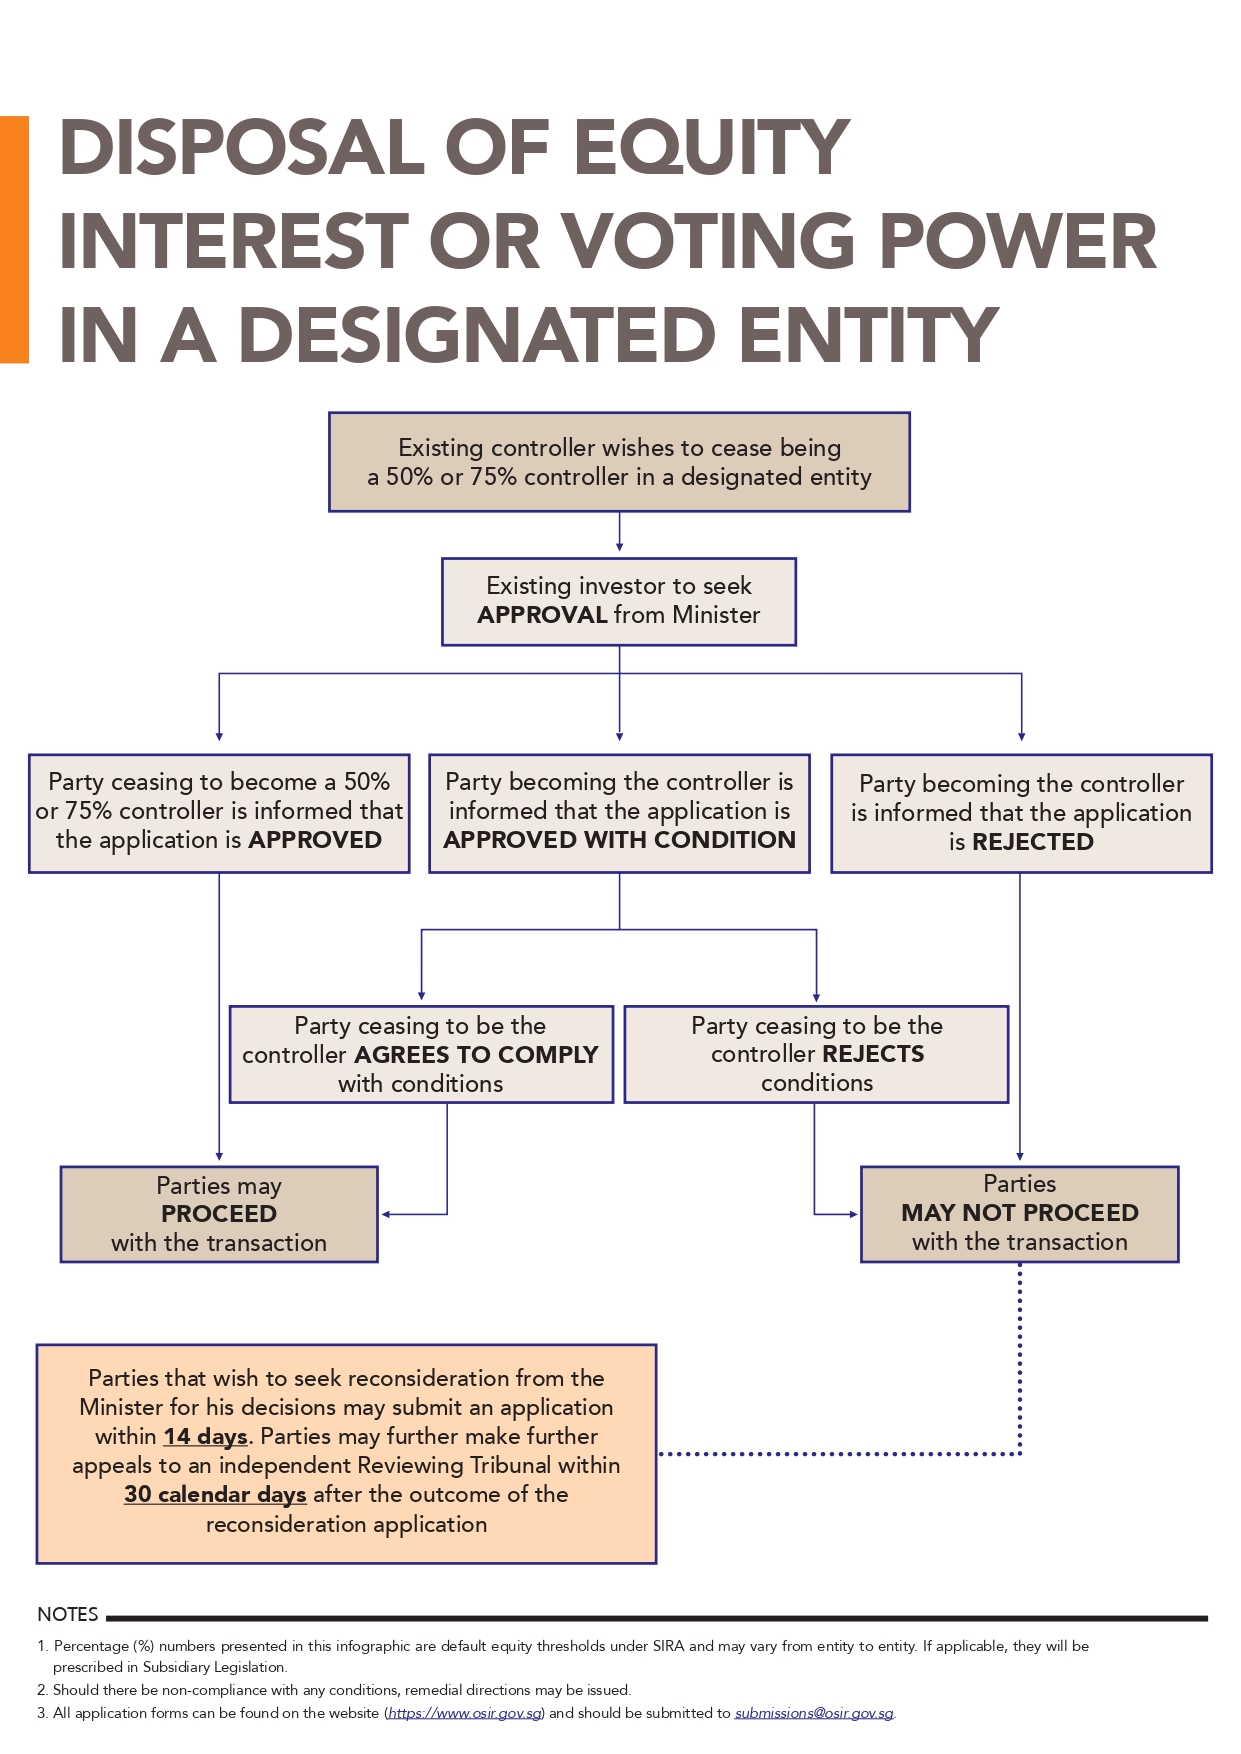 DISPOSAL OF EQUITY
INTEREST OR VOTING POWER
IN A DESIGNATED ENTITY
Existing controller wishes to cease being
a 50% or 75% controller in a designated entity
Existing investor to seek
APPROVAL from Minister
Party ceasing to become a 50%
or 75% controller is informed that
the application is APPROVED
Party becoming the controller is
informed that the application is
APPROVED WITH CONDITION
Party becoming the controller
is informed that the application
is REJECTED
Party ceasing to be the
controller AGREES TO COMPLY
with conditions
Party ceasing to be the
controller REJECTS
conditions
Parties may
PROCEED
with the transaction
Parties
MAY NOT PROCEED
with the transaction
Parties that wish to seek reconsideration from the
Minister for his decisions may submit an application
within 14 days. Parties may further make further
appeals to an independent Reviewing Tribunal within
30 calendar days after the outcome of the
reconsideration application
NOTES
1. Percentage (%) numbers presented in this infographic are default equity thresholds under SIRA and may vary from entity to entity. If applicable, they will be
prescribed in Subsidiary Legislation.
2. Should there be non-compliance with any conditions, remedial directions may be issued.
3. All application forms can be found on the website (https://www.osir.gov.sg) and should be submitted to submissions@osir.gov.sg.